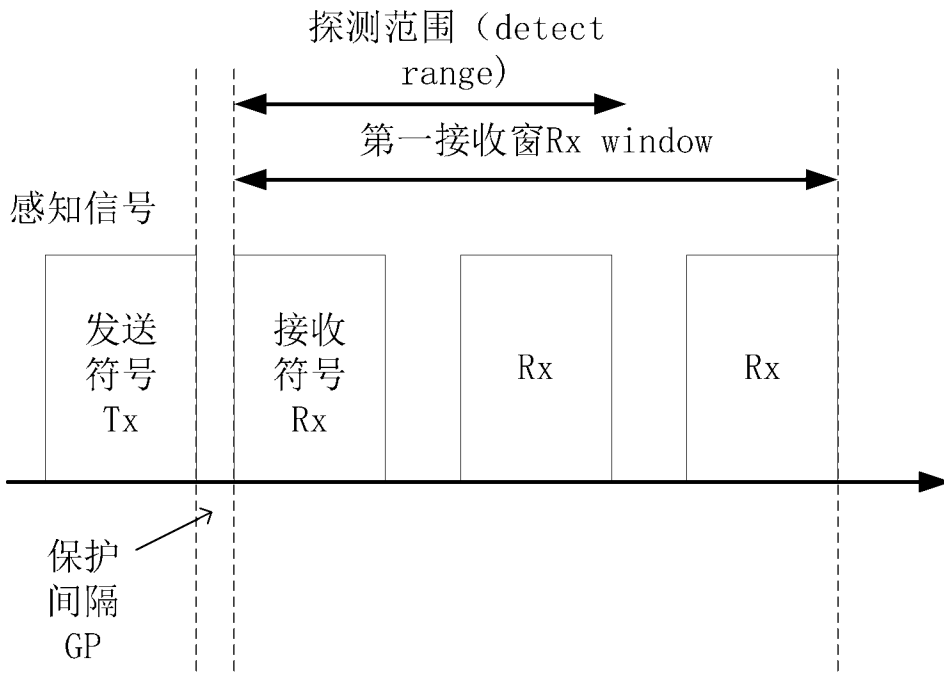 探测范围（detect
range）
第一接收窗Rx window
感知信号
发送
符号
Tx
接收
符号
Rx
Rx
Rx
保护
间隔
GP